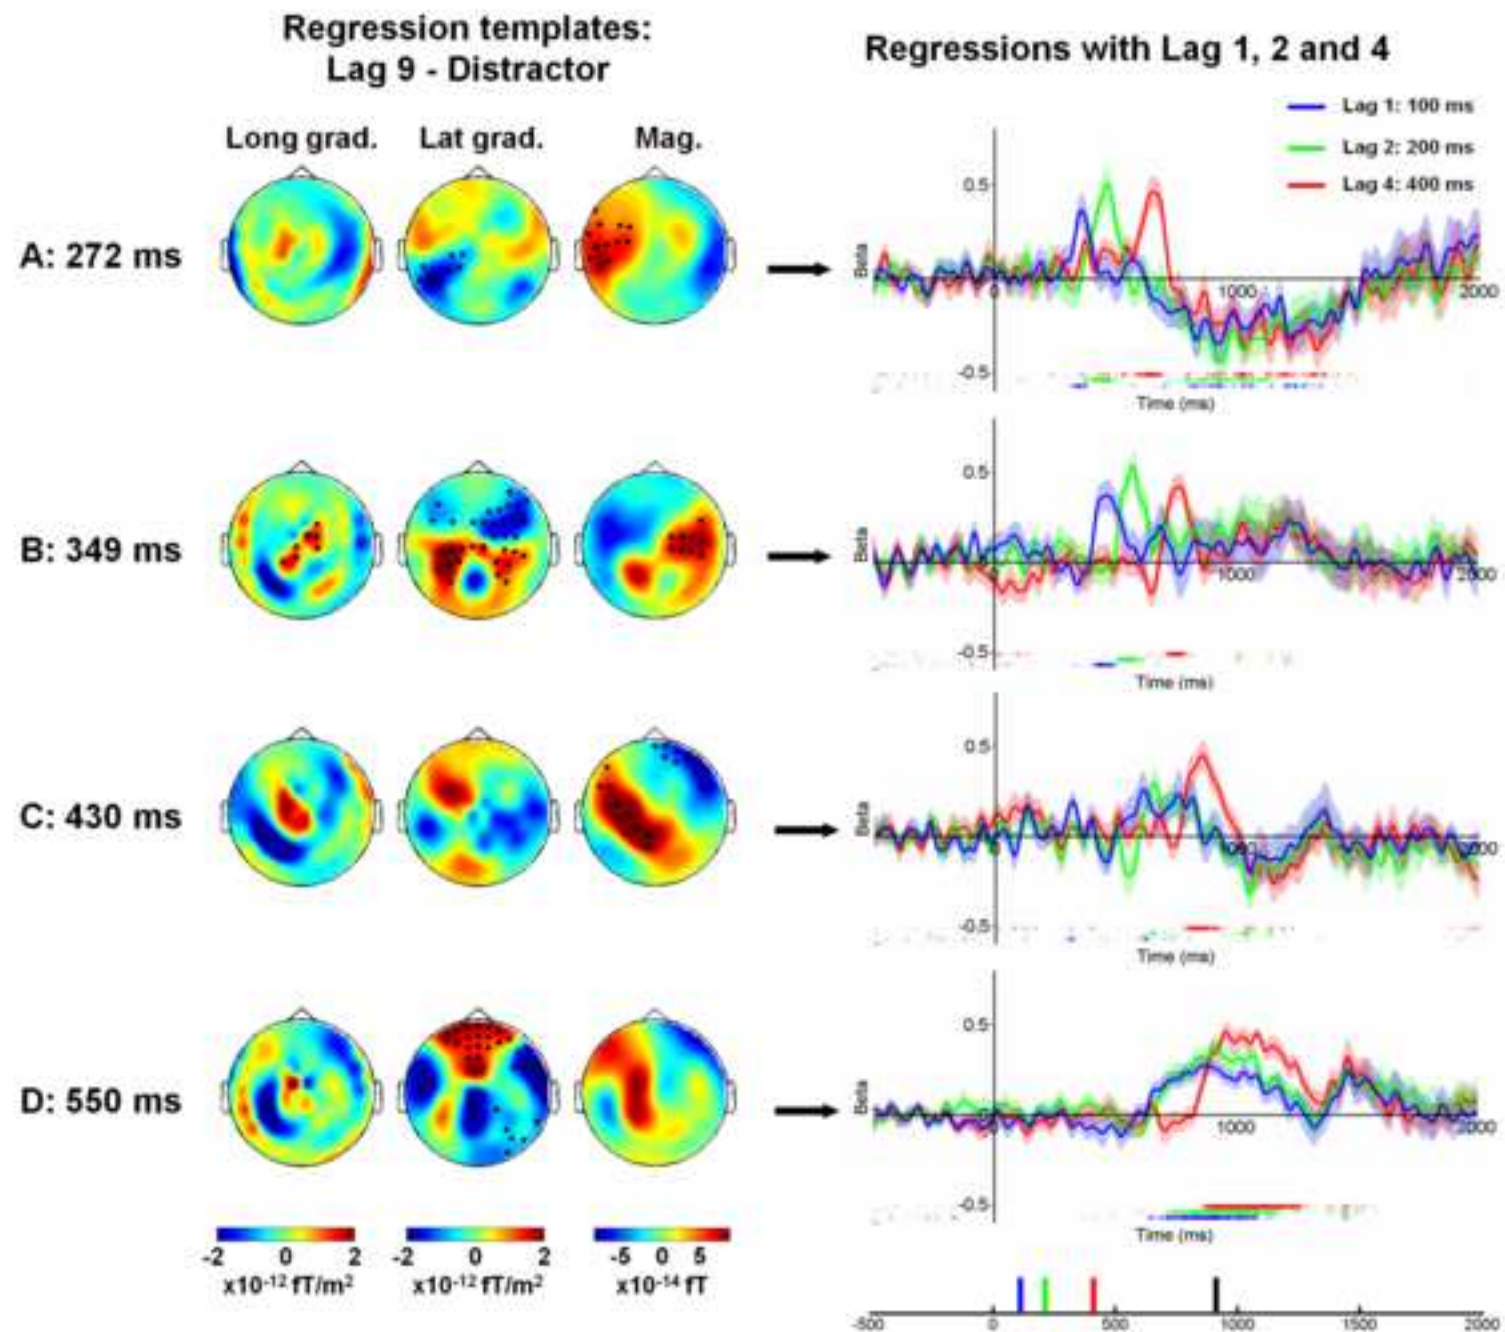 Regression templates:
Lag 9 - Distractor
Regressions with Lag 1, 2 and 4
Long grad.
Lat grad.
Mag.
Lag 1: 100 ms
Lag 2: 200 ms
Lag 4: 400 ms
A: 272 ms
0.5
Beta
0
1000
2000
-0.5
Time (ms)
B: 349 ms
0.5
Beta
0
1000
2000
-0.5
Time (ms)
C: 430 ms
0.5
Beta
0
1000
2000
-0.5
Time (ms)
D: 550 ms
0.5
Beta
0
1000
2000
-0.5
Time (ms)
-2 0 2
x10⁻¹² fT/m²
-2 0 2
x10⁻¹² fT/m²
-5 0 5
x10⁻¹⁴ fT
-500 0 500 1000 1500 2000